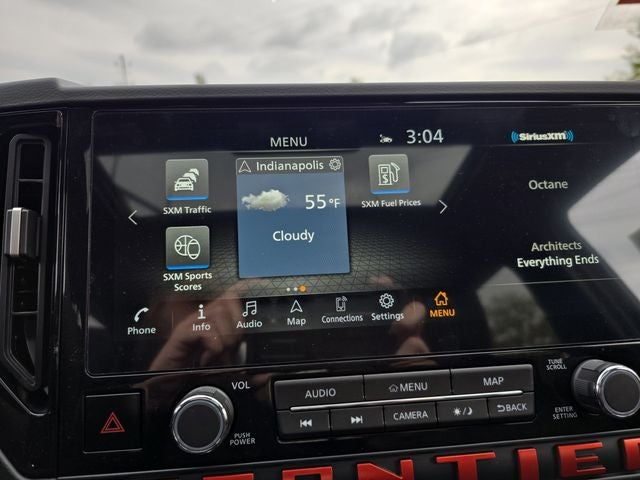 MENU 3:04 SiriusXM
Indianapolis
55°F
Cloudy
SXM Traffic
SXM Fuel Prices
SXM Sports
Scores
Octane
Architects
Everything Ends
Phone Info Audio Map Connections Settings MENU
VOL
PUSH
POWER
AUDIO MENU MAP
CAMERA BACK
TUNE
SCROLL
ENTER
SETTING
FRONTIER